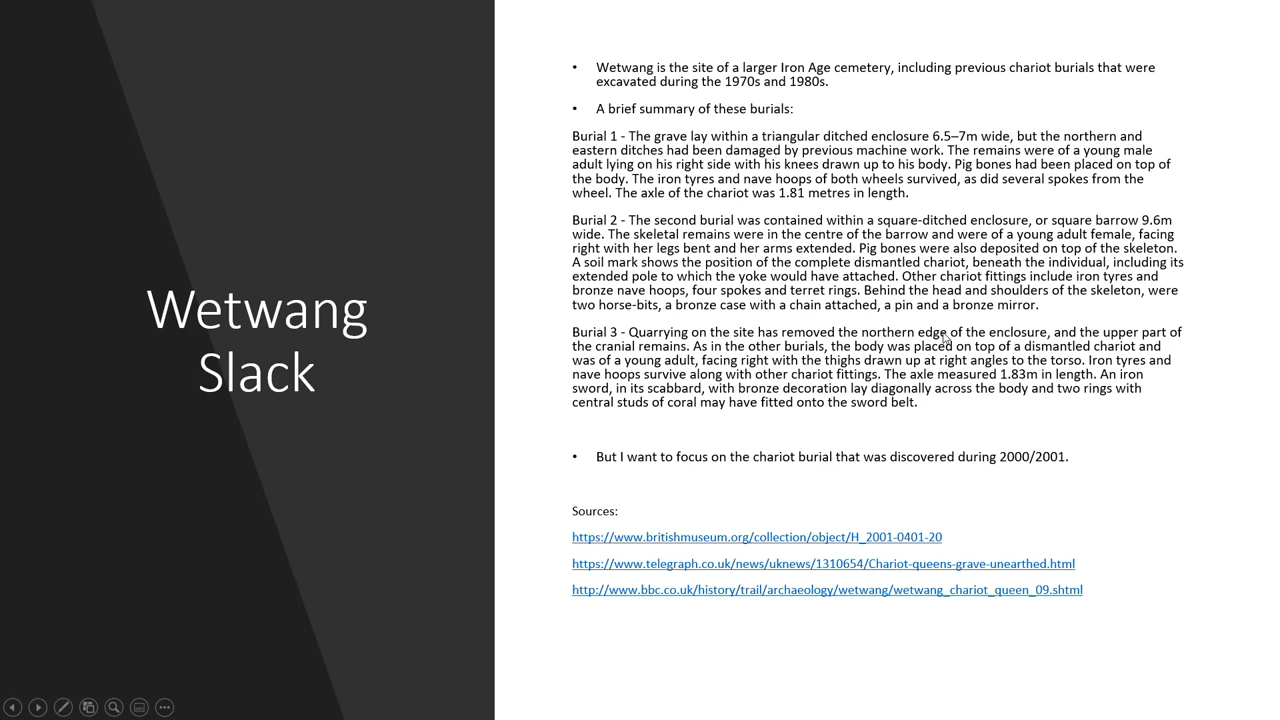 Wetwang
Slack
• Wetwang is the site of a larger Iron Age cemetery, including previous chariot burials that were
excavated during the 1970s and 1980s.
• A brief summary of these burials:
Burial 1 - The grave lay within a triangular ditched enclosure 6.5–7m wide, but the northern and
eastern ditches had been damaged by previous machine work. The remains were of a young male
adult lying on his right side with his knees drawn up to his body. Pig bones had been placed on top of
the body. The iron tyres and nave hoops of both wheels survived, as did several spokes from the
wheel. The axle of the chariot was 1.81 metres in length.
Burial 2 - The second burial was contained within a square-ditched enclosure, or square barrow 9.6m
wide. The skeletal remains were in the centre of the barrow and were of a young adult female, facing
right with her legs bent and her arms extended. Pig bones were also deposited on top of the skeleton.
A soil mark shows the position of the complete dismantled chariot, beneath the individual, including its
extended pole to which the yoke would have attached. Other chariot fittings include iron tyres and
bronze nave hoops, four spokes and terret rings. Behind the head and shoulders of the skeleton, were
two horse-bits, a bronze case with a chain attached, a pin and a bronze mirror.
Burial 3 - Quarrying on the site has removed the northern edge of the enclosure, and the upper part of
the cranial remains. As in the other burials, the body was placed on top of a dismantled chariot and
was of a young adult, facing right with the thighs drawn up at right angles to the torso. Iron tyres and
nave hoops survive along with other chariot fittings. The axle measured 1.83m in length. An iron
sword, in its scabbard, with bronze decoration lay diagonally across the body and two rings with
central studs of coral may have fitted onto the sword belt.
• But I want to focus on the chariot burial that was discovered during 2000/2001.
Sources:
https://www.britishmuseum.org/collection/object/H_2001-0401-20
https://www.telegraph.co.uk/news/uknews/1310654/Chariot-queens-grave-unearthed.html
http://www.bbc.co.uk/history/trail/archaeology/wetwang/wetwang_chariot_queen_09.shtml